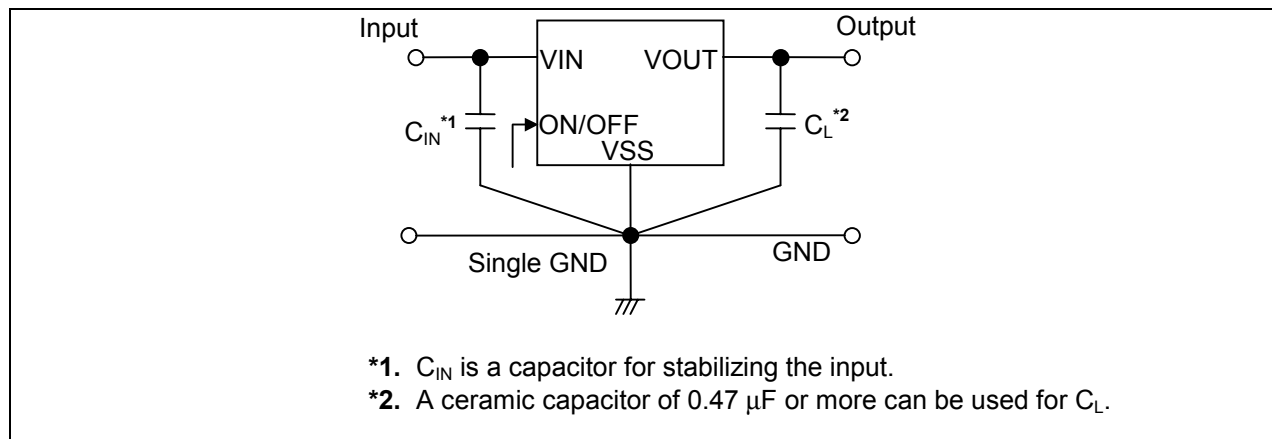 Input
Output
VIN
VOUT
C_IN *1
ON/OFF
C_L *2
VSS
Single GND
GND
*1. C_IN is a capacitor for stabilizing the input.
*2. A ceramic capacitor of 0.47 μF or more can be used for C_L.